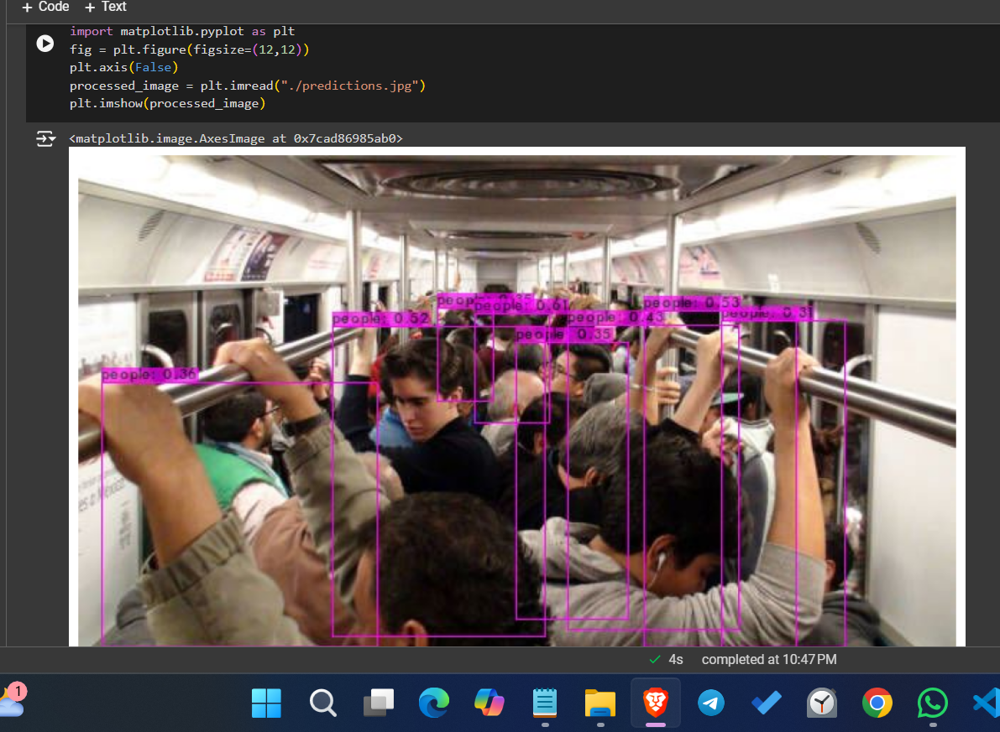 + Code + Text
import matplotlib.pyplot as plt
fig = plt.figure(figsize=(12,12))
plt.axis(False)
processed_image = plt.imread("./predictions.jpg")
plt.imshow(processed_image)
<matplotlib.image.AxesImage at 0x7cad86985ab0>
people: 0.35
people: 0.61
people: 0.53
people: 0.52
people: 0.43
people: 0.31
people: 0.35
people: 0.36
4s completed at 10:47 PM
1